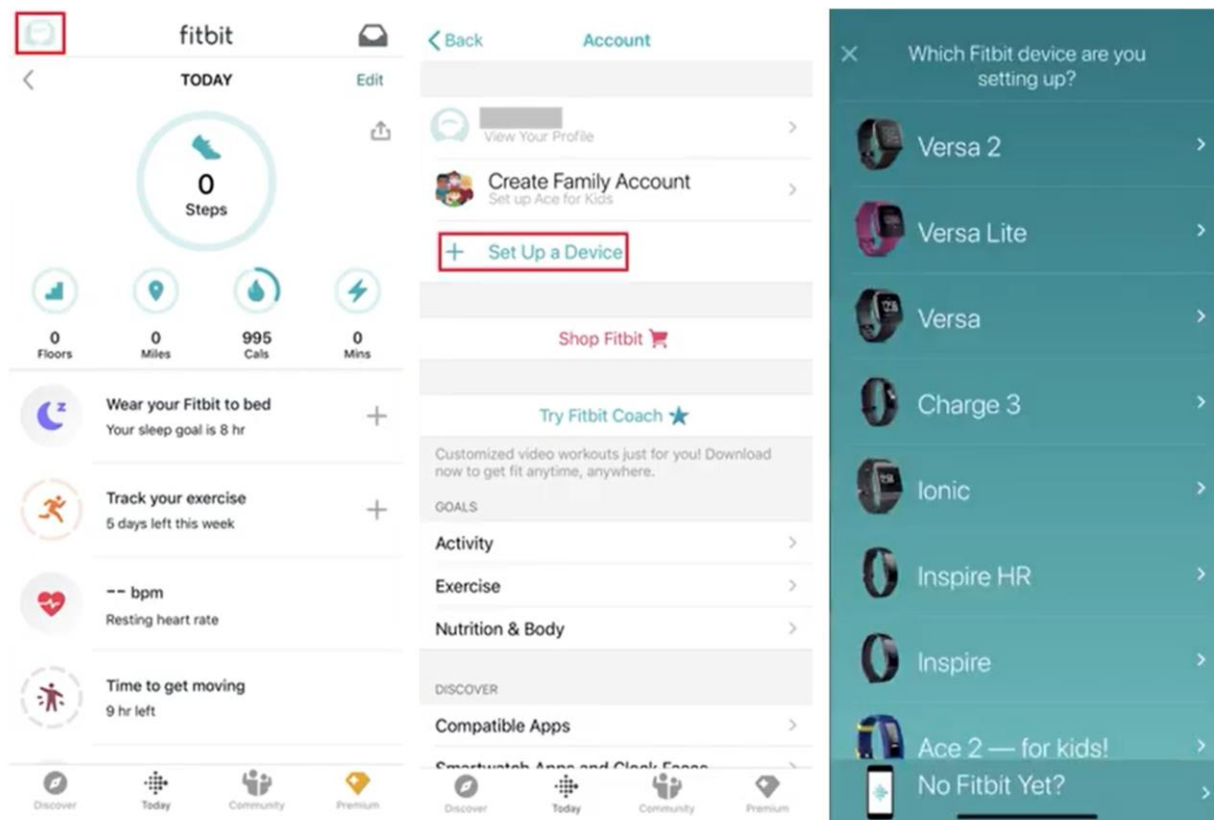 fitbit
TODAY
Edit
0
Steps
0
Floors
0
Miles
995
Cals
0
Mins
Wear your Fitbit to bed
Your sleep goal is 8 hr
Track your exercise
5 days left this week
-- bpm
Resting heart rate
Time to get moving
9 hr left
Discover
Today
Community
Premium
Back
Account
View Your Profile
Create Family Account
Set up Ace for Kids
+ Set Up a Device
Shop Fitbit
Try Fitbit Coach
Customized video workouts just for you! Download
now to get fit anytime, anywhere.
GOALS
Activity
Exercise
Nutrition & Body
DISCOVER
Compatible Apps
Smartwatch Apps and Clock Faces
Discover
Today
Community
Premium
Which Fitbit device are you
setting up?
Versa 2
Versa Lite
Versa
Charge 3
Ionic
Inspire HR
Inspire
Ace 2 — for kids!
No Fitbit Yet?